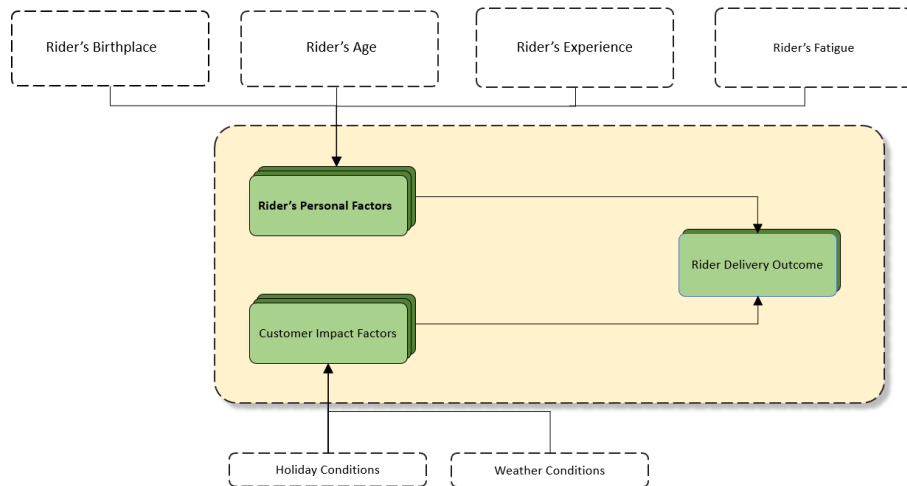 Rider’s Birthplace
Rider’s Age
Rider’s Experience
Rider’s Fatigue
Rider’s Personal Factors
Rider Delivery Outcome
Customer Impact Factors
Holiday Conditions
Weather Conditions